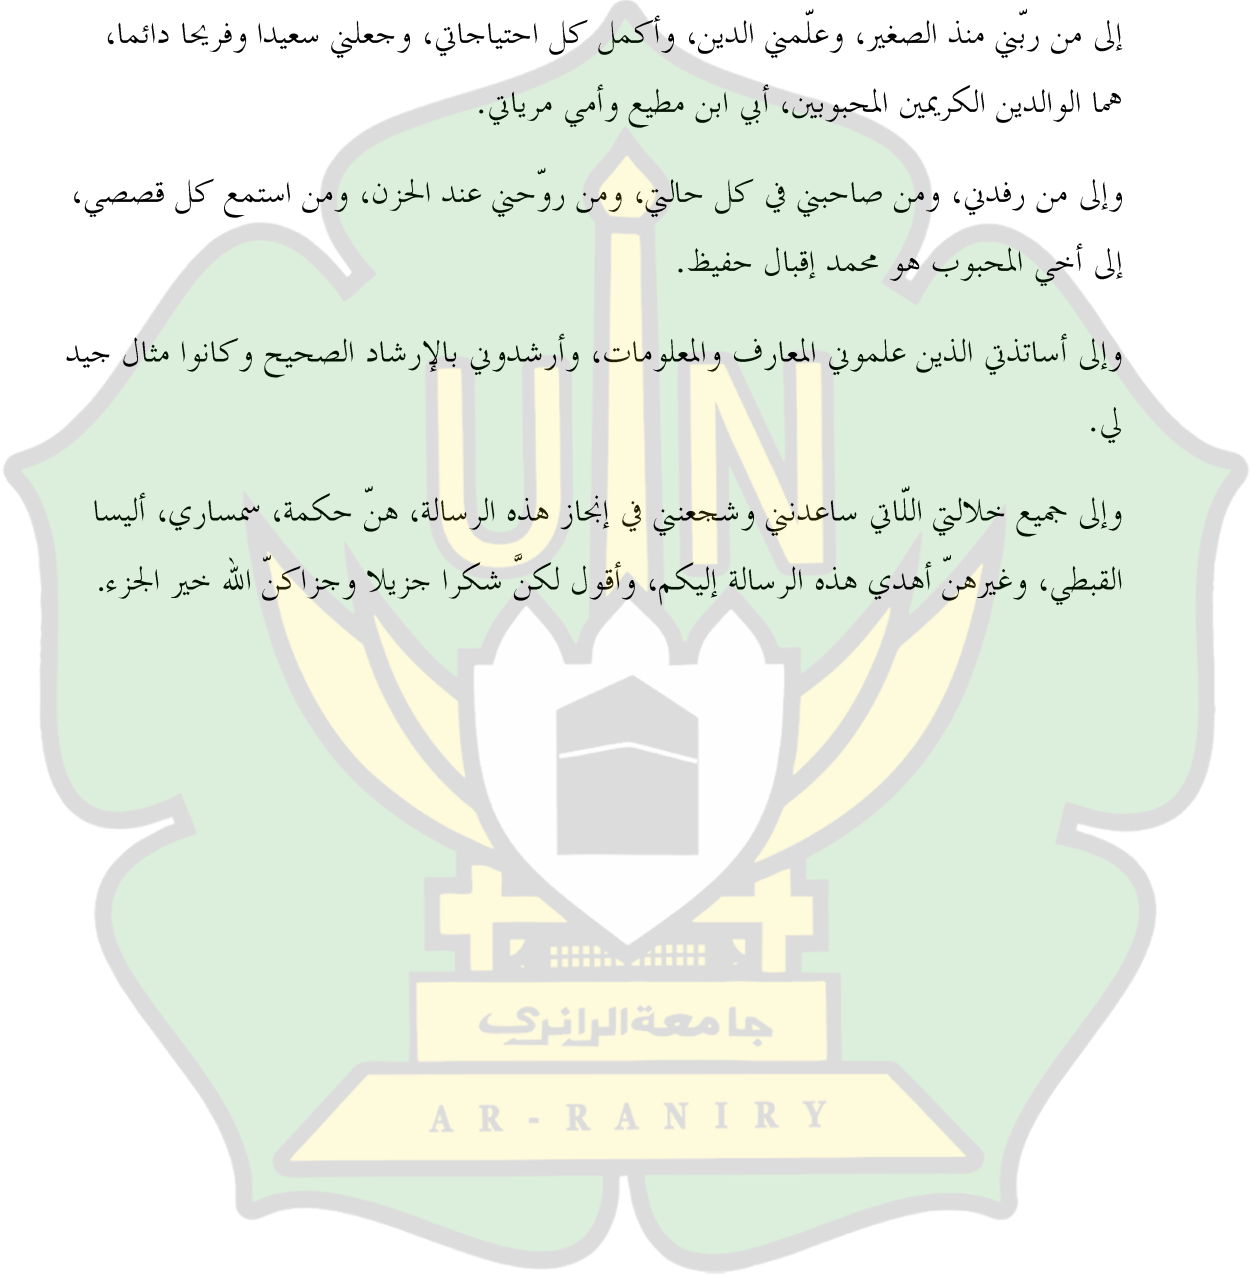 إلى من ربّني منذ الصغير، وعلّمني الدين، وأكمل كل احتياجاتي، وجعلني سعيدا وفريحا دائما،
هما الوالدين الكريمين المحبوبين، أبي ابن مطيع وأمي مرياتي.
وإلى من رفدني، ومن صاحبني في كل حالتي، ومن روّحني عند الحزن، ومن استمع كل قصصي،
إلى أخي المحبوب هو محمد إقبال حفيظ.
وإلى أساتذتي الذين علموني المعارف والمعلومات، وأرشدوني بالإرشاد الصحيح وكانوا مثال جيد
لي.
وإلى جميع خلالتي اللّاتي ساعدنني وشجعنني في إنجاز هذه الرسالة، هنّ حكمة، سمساري، أليسا
القبطي، وغيرهنّ أهدي هذه الرسالة إليكم، وأقول لكنَّ شكرا جزيلا وجزاكنّ الله خير الجزء.
UIN
جامعة الرانري
AR-RANIRY